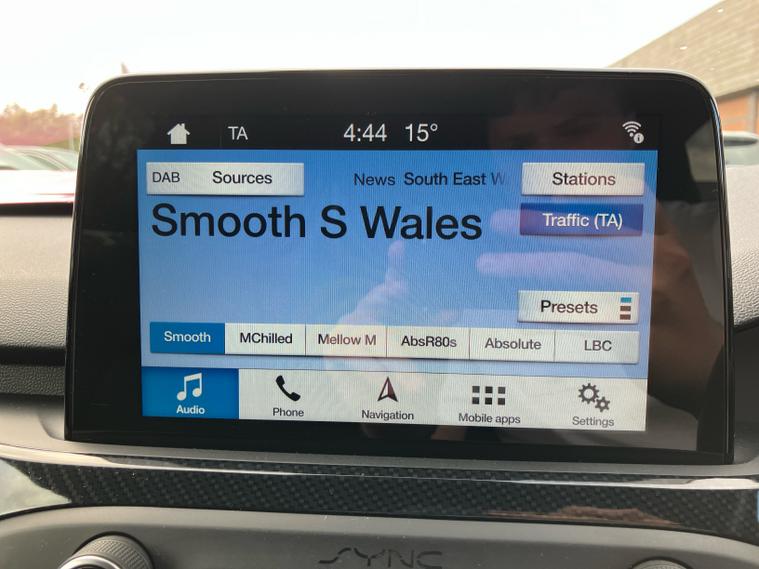 TA 4:44 15°
DAB Sources News South East W Stations
Smooth S Wales
Traffic (TA)
Presets
Smooth MChilled Mellow M AbsR80s Absolute LBC
Audio Phone Navigation Mobile apps Settings
SYNC